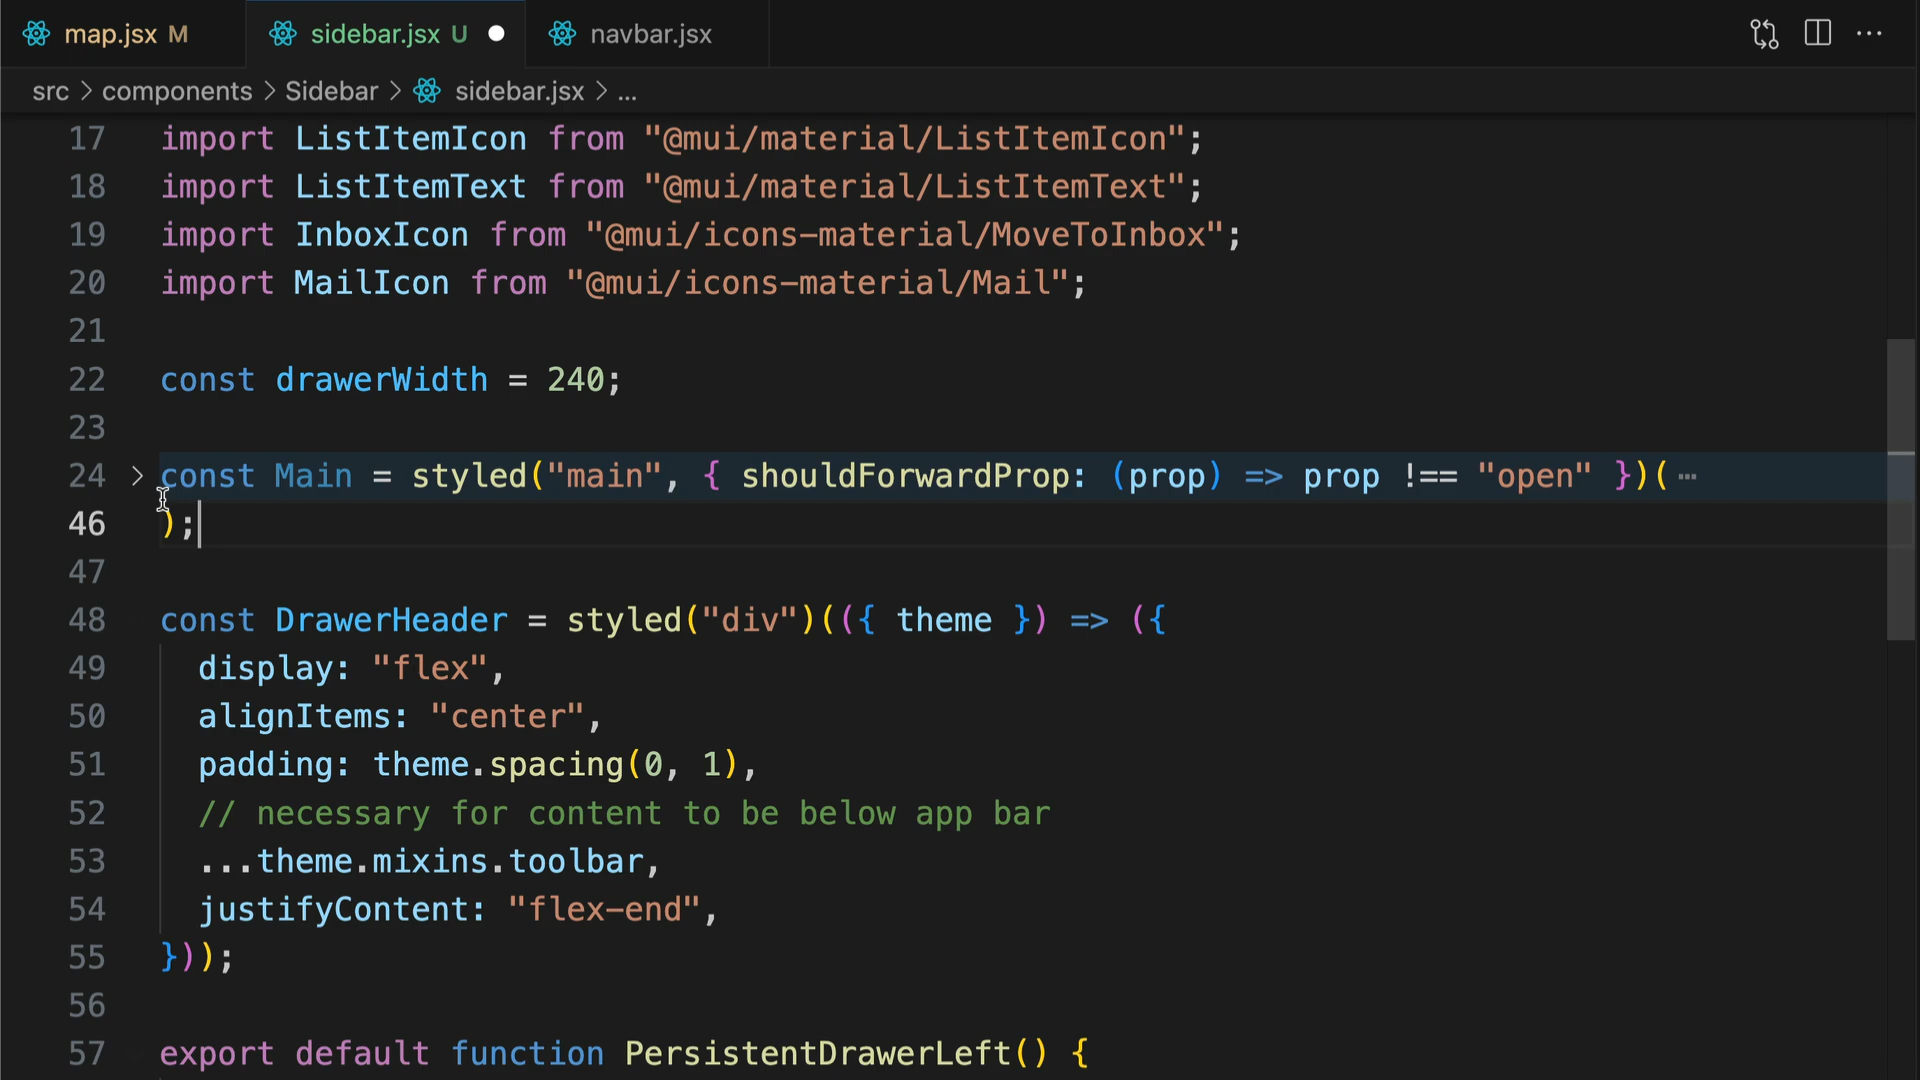 map.jsx M sidebar.jsx U navbar.jsx
src > components > Sidebar > sidebar.jsx > ...
17 import ListItemIcon from "@mui/material/ListItemIcon";
18 import ListItemText from "@mui/material/ListItemText";
19 import InboxIcon from "@mui/icons-material/MoveToInbox";
20 import MailIcon from "@mui/icons-material/Mail";
21
22 const drawerWidth = 240;
23
24 > const Main = styled("main", { shouldForwardProp: (prop) => prop !== "open" })( ⋯
46 );
47
48 const DrawerHeader = styled("div")(({ theme }) => ({
49   display: "flex",
50   alignItems: "center",
51   padding: theme.spacing(0, 1),
52   // necessary for content to be below app bar
53   ...theme.mixins.toolbar,
54   justifyContent: "flex-end",
55 }));
56
57 export default function PersistentDrawerLeft() {